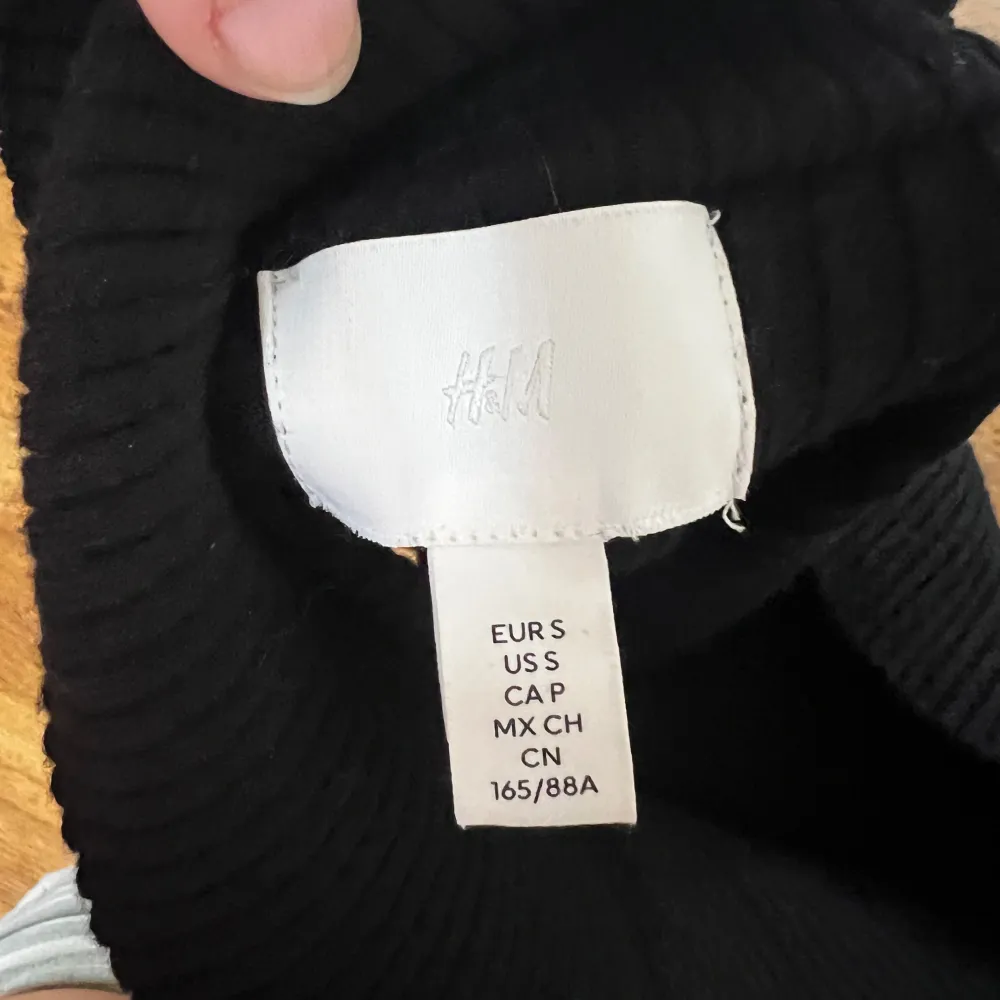 H&M
EUR S
US S
CA P
MX CH
CN
165/88A